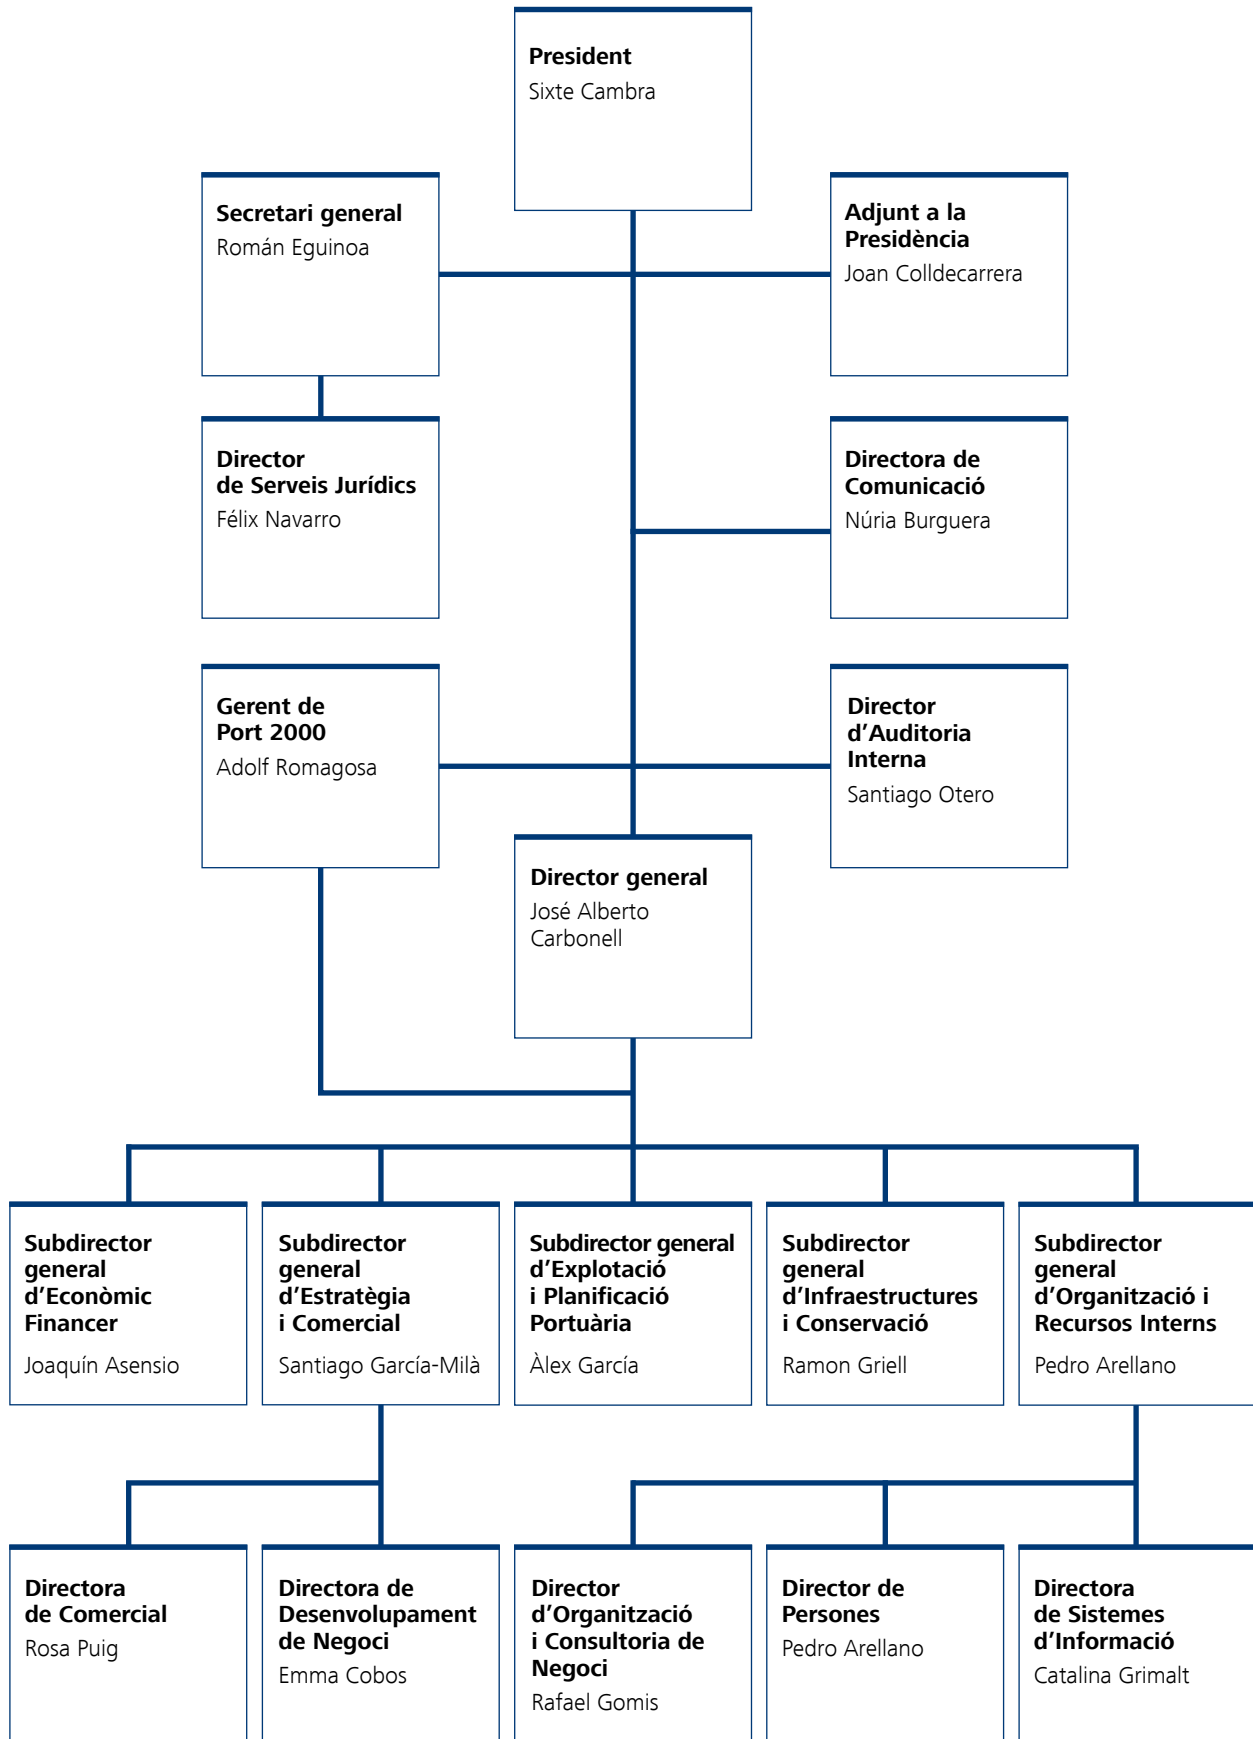 President
Sixte Cambra
Secretari general
Román Eguinoa
Adjunt a la
Presidència
Joan Colldecarrera
Director
de Serveis Jurídics
Félix Navarro
Directora de
Comunicació
Núria Burguera
Gerent de
Port 2000
Adolf Romagosa
Director
d’Auditoria
Interna
Santiago Otero
Director general
José Alberto
Carbonell
Subdirector
general
d’Econòmic
Financer
Joaquín Asensio
Subdirector
general
d’Estratègia
i Comercial
Santiago García-Milà
Subdirector general
d’Explotació
i Planificació
Portuària
Àlex García
Subdirector
general
d’Infraestructures
i Conservació
Ramon Griell
Subdirector
general
d’Organització i
Recursos Interns
Pedro Arellano
Directora
de Comercial
Rosa Puig
Directora de
Desenvolupament
de Negoci
Emma Cobos
Director
d’Organització
i Consultoria de
Negoci
Rafael Gomis
Director de
Persones
Pedro Arellano
Directora
de Sistemes
d’Informació
Catalina Grimalt